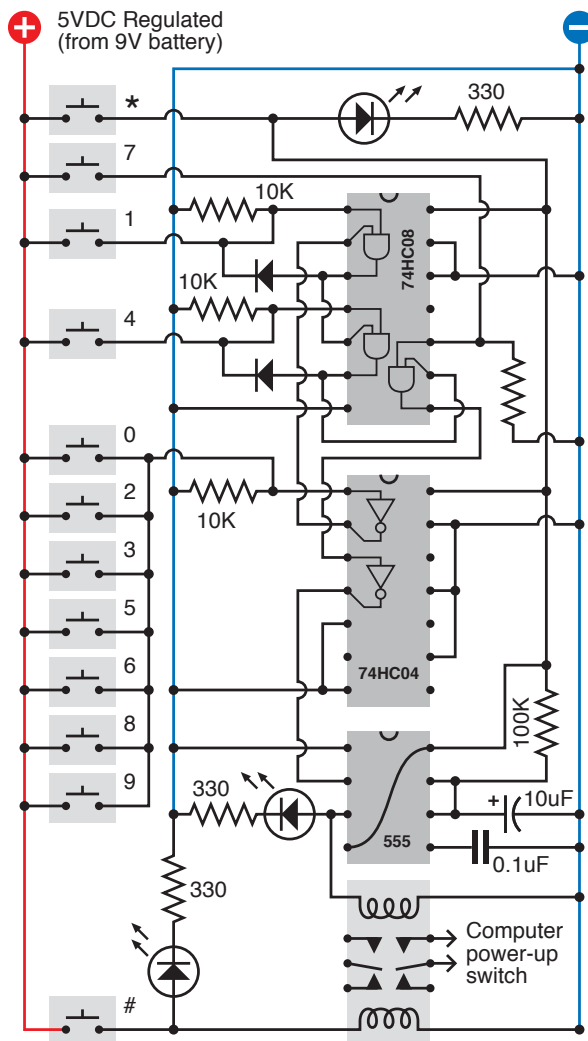 +
5VDC Regulated
(from 9V battery)
−
*
330
7
10K
1
74HC08
10K
4
0
10K
2
3
5
6
74HC04
8
100K
9
330
+
10uF
555
0.1uF
330
Computer
power-up
switch
#